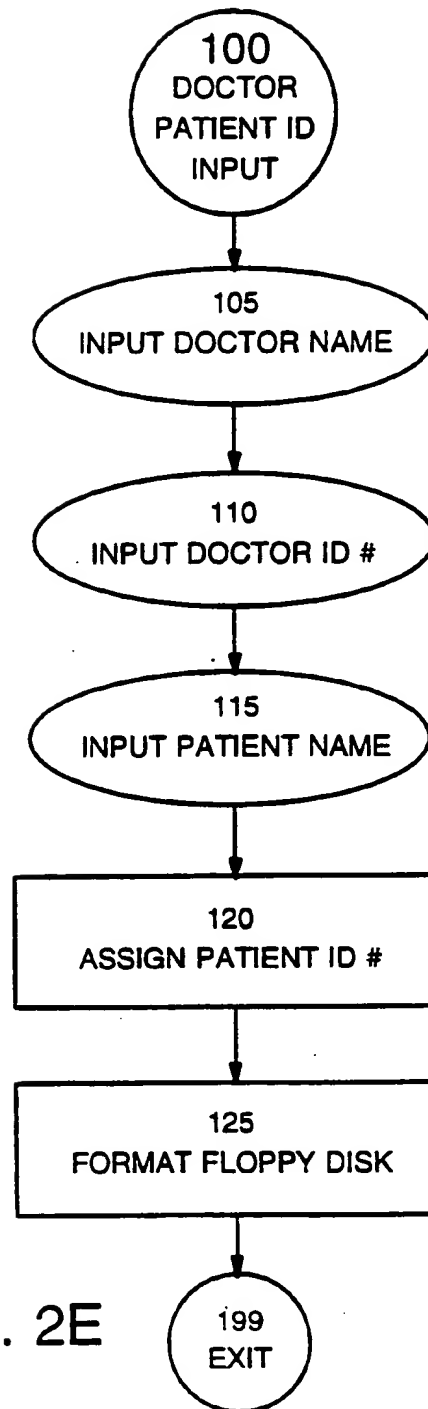 100
DOCTOR
PATIENT ID
INPUT
105
INPUT DOCTOR NAME
110
INPUT DOCTOR ID #
115
INPUT PATIENT NAME
120
ASSIGN PATIENT ID #
125
FORMAT FLOPPY DISK
. 2E
199
EXIT